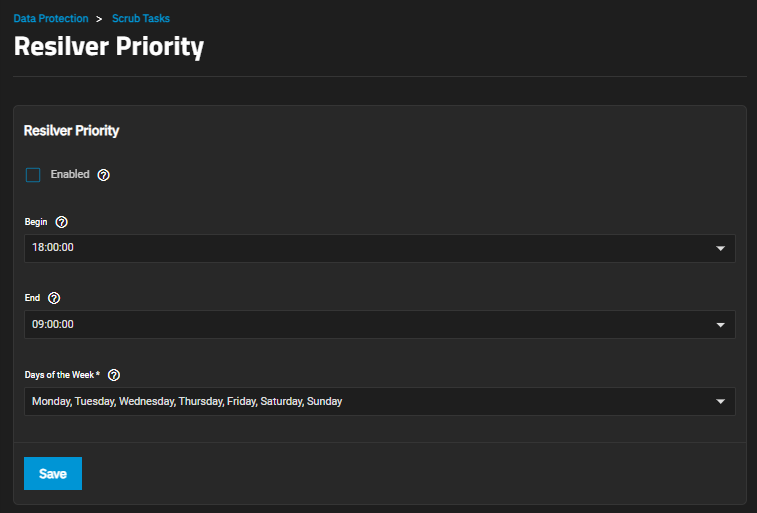 Data Protection > Scrub Tasks
Resilver Priority
Resilver Priority
Enabled ?
Begin ?
18:00:00
End ?
09:00:00
Days of the Week * ?
Monday, Tuesday, Wednesday, Thursday, Friday, Saturday, Sunday
Save